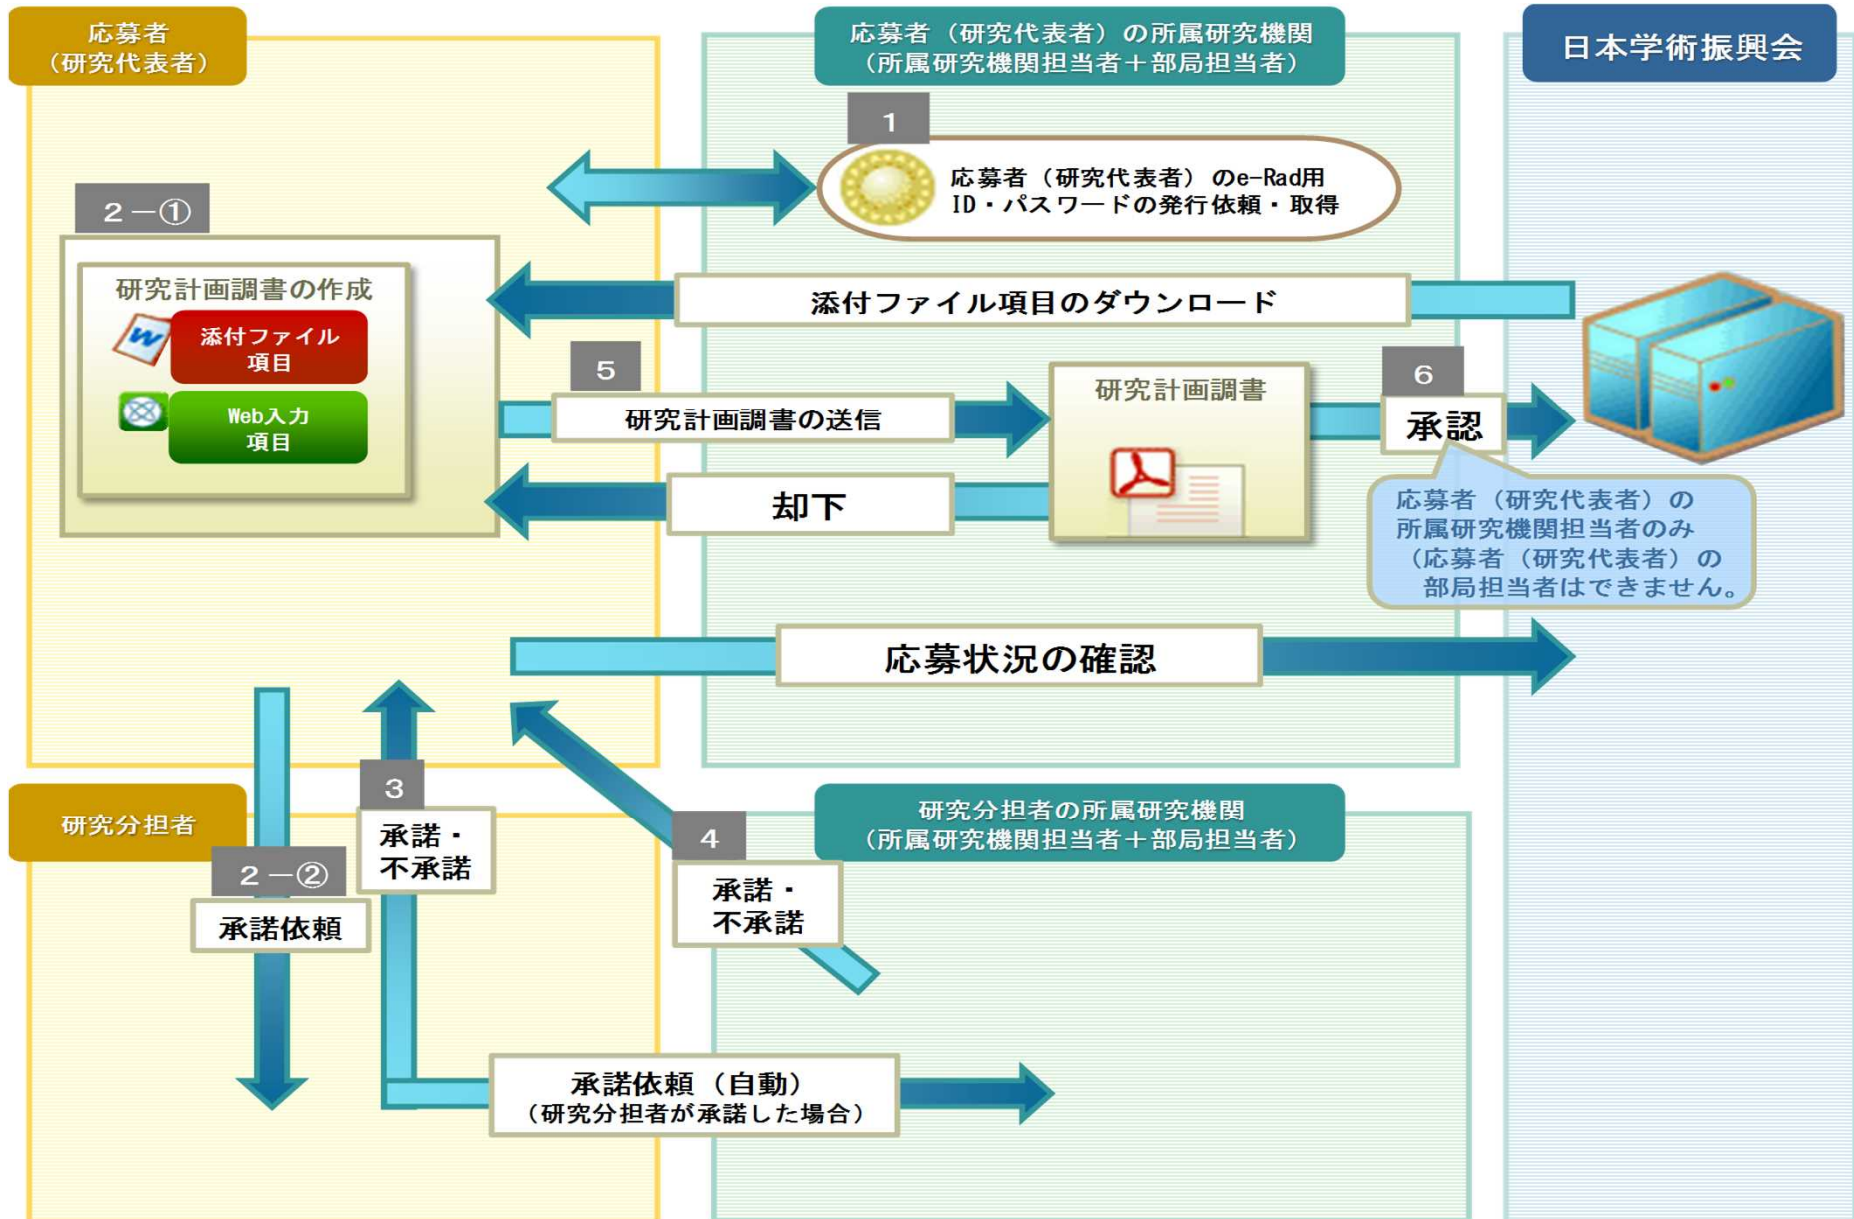 応募者
（研究代表者）
応募者（研究代表者）の所属研究機関
（所属研究機関担当者＋部局担当者）
日本学術振興会
1
応募者（研究代表者）のe-Rad用
ID・パスワードの発行依頼・取得
2－①
研究計画調書の作成
添付ファイル
項目
Web入力
項目
添付ファイル項目のダウンロード
5
研究計画調書の送信
研究計画調書
6
承認
却下
応募者（研究代表者）の
所属研究機関担当者のみ
（応募者（研究代表者）の
部局担当者はできません。
応募状況の確認
研究分担者
2－②
承諾依頼
3
承諾・
不承諾
4
承諾・
不承諾
研究分担者の所属研究機関
（所属研究機関担当者＋部局担当者）
承諾依頼（自動）
（研究分担者が承諾した場合）